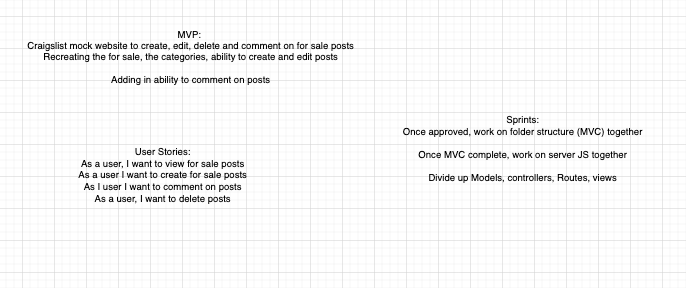 MVP:
Craigslist mock website to create, edit, delete and comment on for sale posts
Recreating the for sale, the categories, ability to create and edit posts
Adding in ability to comment on posts
User Stories:
As a user, I want to view for sale posts
As a user I want to create for sale posts
As I user I want to comment on posts
As a user, I want to delete posts
Sprints:
Once approved, work on folder structure (MVC) together
Once MVC complete, work on server JS together
Divide up Models, controllers, Routes, views